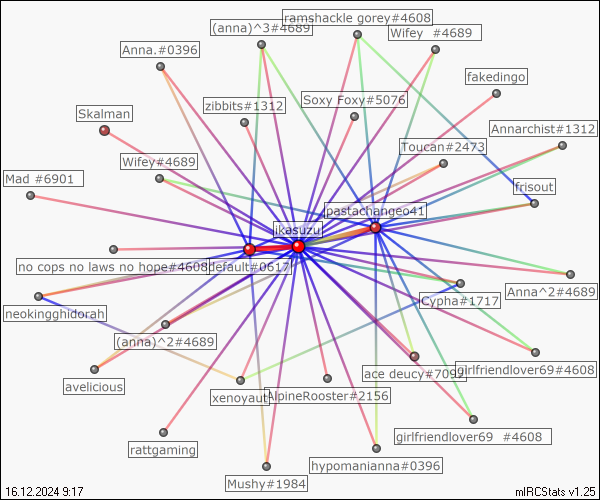 ramshackle gorey#4608
(anna)^3#4689
Wifey #4689
Anna.#0396
fakedingo
zibbits#1312
Soxy Foxy#5076
Skalman
Annarchist#1312
Toucan#2473
Wifey#4689
Mad #6901
frisout
pastachangeo41
ikasuzu
no cops no laws no hope#4608
default#0617
Anna^2#4689
Cypha#1717
neokingghidorah
(anna)^2#4689
ace deucy#7097
girlfriendlover69#4608
avelicious
xenoyaut
AlpineRooster#2156
girlfriendlover69 #4608
rattgaming
hypomanianna#0396
Mushy#1984
16.12.2024 9:17
mIRCStats v1.25